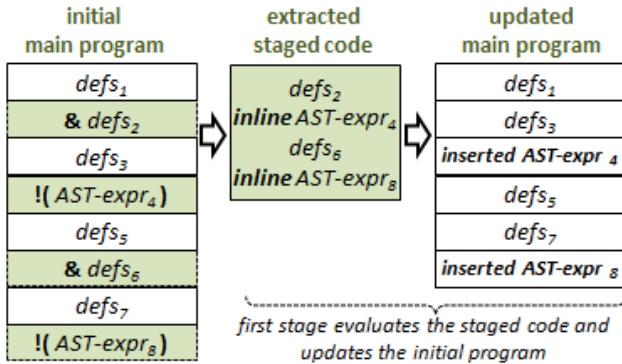 initial
main program
defs₁
& defs₂
defs₃
!( AST-expr₄ )
defs₅
& defs₆
defs₇
!( AST-expr₈ )
extracted
staged code
defs₂
inline AST-expr₄
defs₆
inline AST-expr₈
updated
main program
defs₁
defs₃
inserted AST-expr ₄
defs₅
defs₇
inserted AST-expr ₈
first stage evaluates the staged code and
updates the initial program